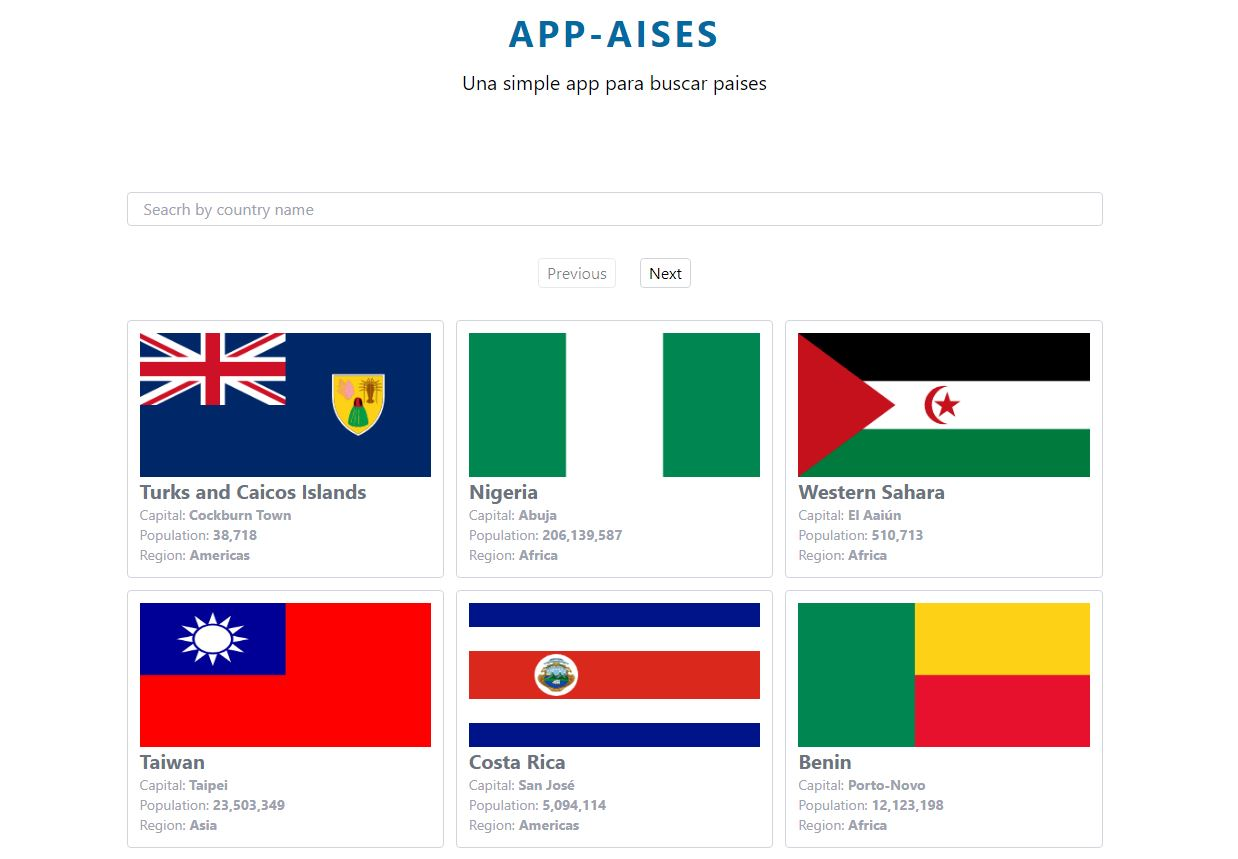 APP-AISES
Una simple app para buscar paises
Seacrh by country name
Previous Next
Turks and Caicos Islands
Capital: Cockburn Town
Population: 38,718
Region: Americas
Nigeria
Capital: Abuja
Population: 206,139,587
Region: Africa
Western Sahara
Capital: El Aaiún
Population: 510,713
Region: Africa
Taiwan
Capital: Taipei
Population: 23,503,349
Region: Asia
Costa Rica
Capital: San José
Population: 5,094,114
Region: Americas
Benin
Capital: Porto-Novo
Population: 12,123,198
Region: Africa